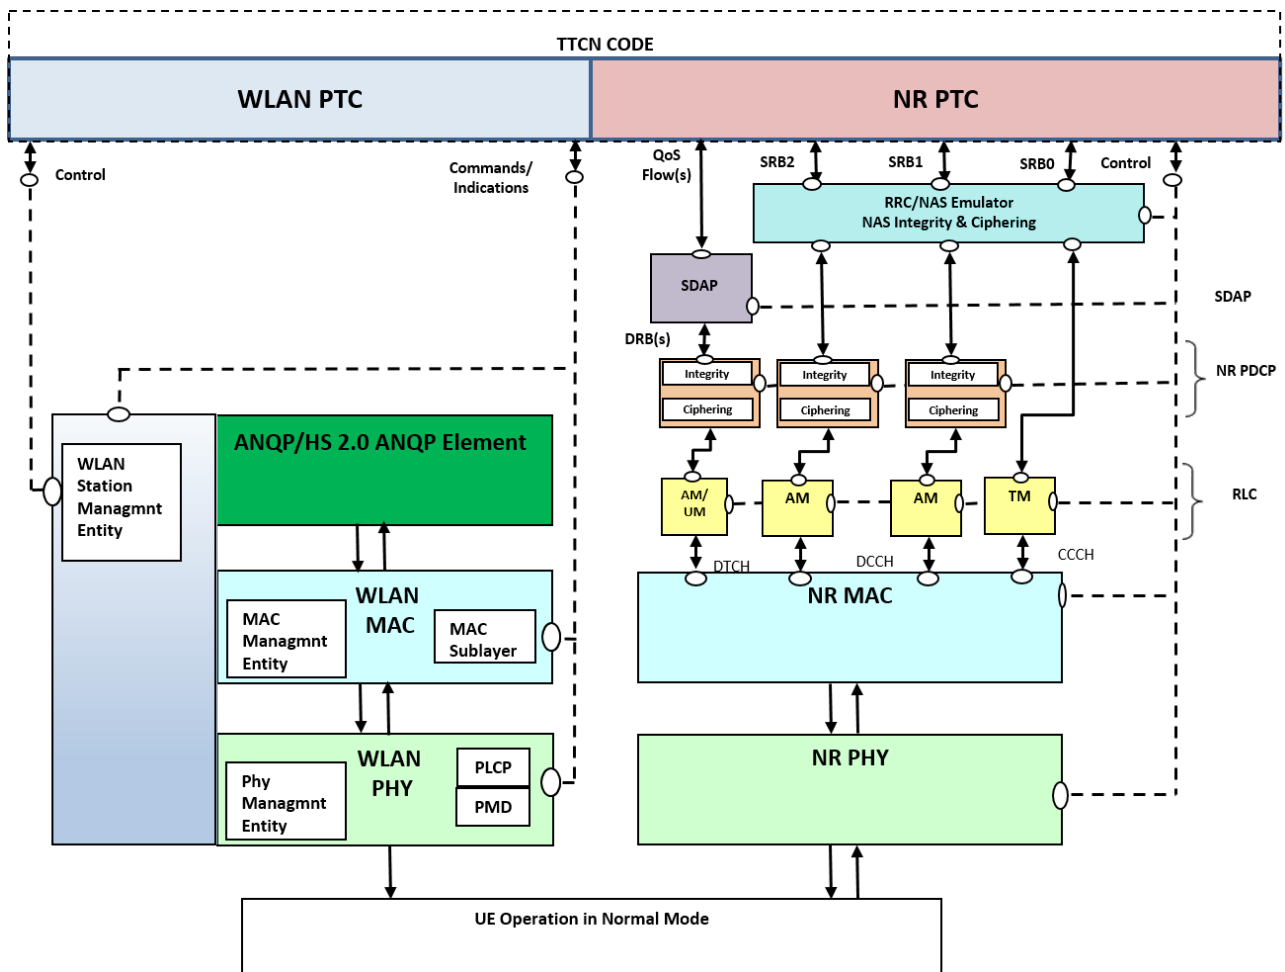 TTCN CODE
WLAN PTC
NR PTC
Control
Commands/
Indications
QoS
Flow(s)
SRB2
SRB1
SRB0
Control
RRC/NAS Emulator
NAS Integrity & Ciphering
SDAP
SDAP
DRB(s)
Integrity
Ciphering
Integrity
Ciphering
Integrity
Ciphering
NR PDCP
ANQP/HS 2.0 ANQP Element
WLAN
Station
Managmnt
Entity
AM/
UM
AM
AM
TM
RLC
DTCH
DCCH
CCCH
WLAN
MAC
MAC
Managmnt
Entity
MAC
Sublayer
NR MAC
WLAN
PHY
Phy
Managmnt
Entity
PLCP
PMD
NR PHY
UE Operation in Normal Mode